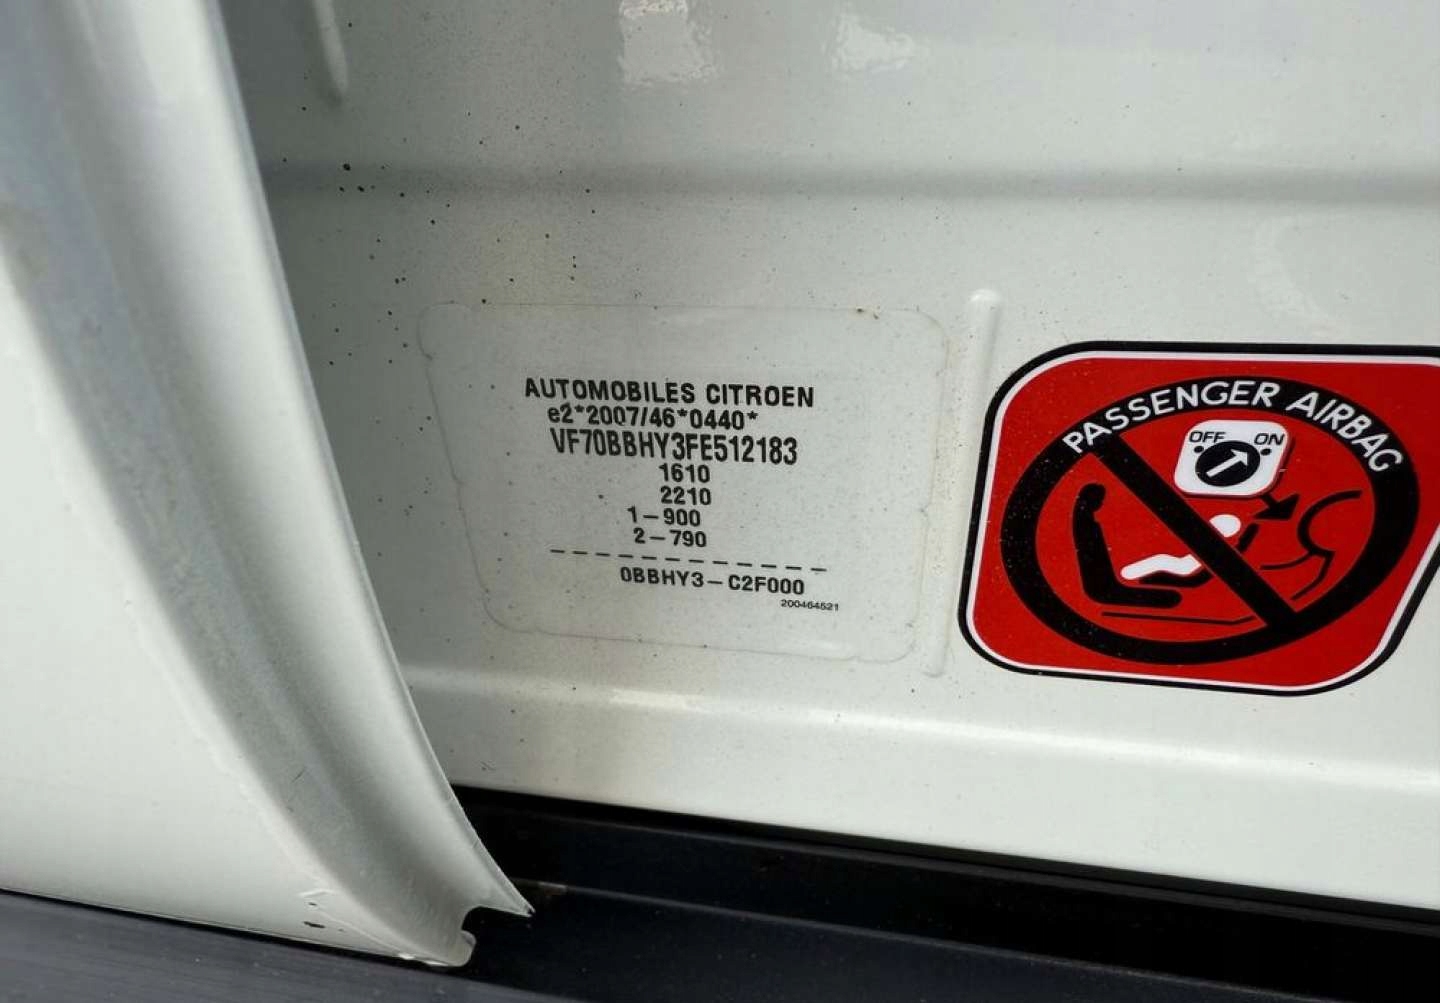 AUTOMOBILES CITROEN
e2*2007/46*0440*
VF70BBHY3FE512183
1610
2210
1-900
2-790
0BBHY3-C2F000
200464521
PASSENGER AIRBAG
OFF ON